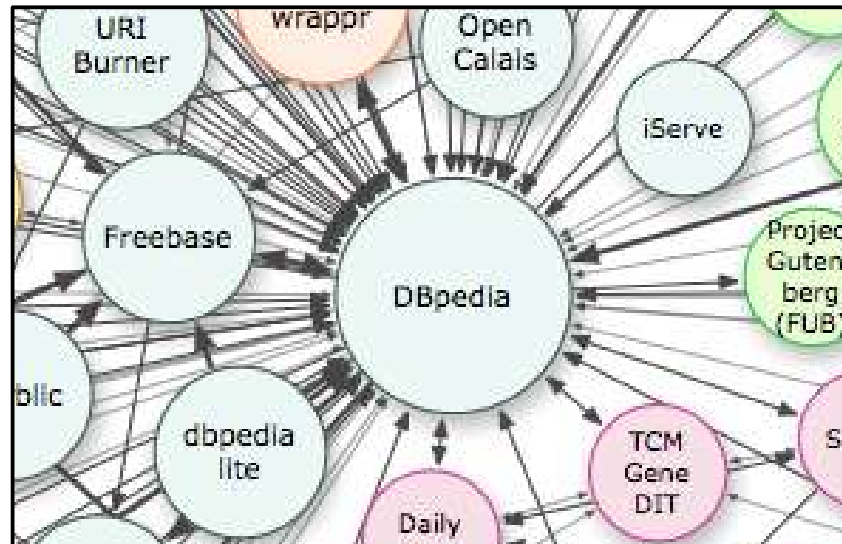 URI
Burner
wrappr
Open
Calais
iServe
Freebase
DBpedia
Projec
Guten
berg
(FUB)
blic
dbpedia
lite
TCM
Gene
DIT
S
Daily